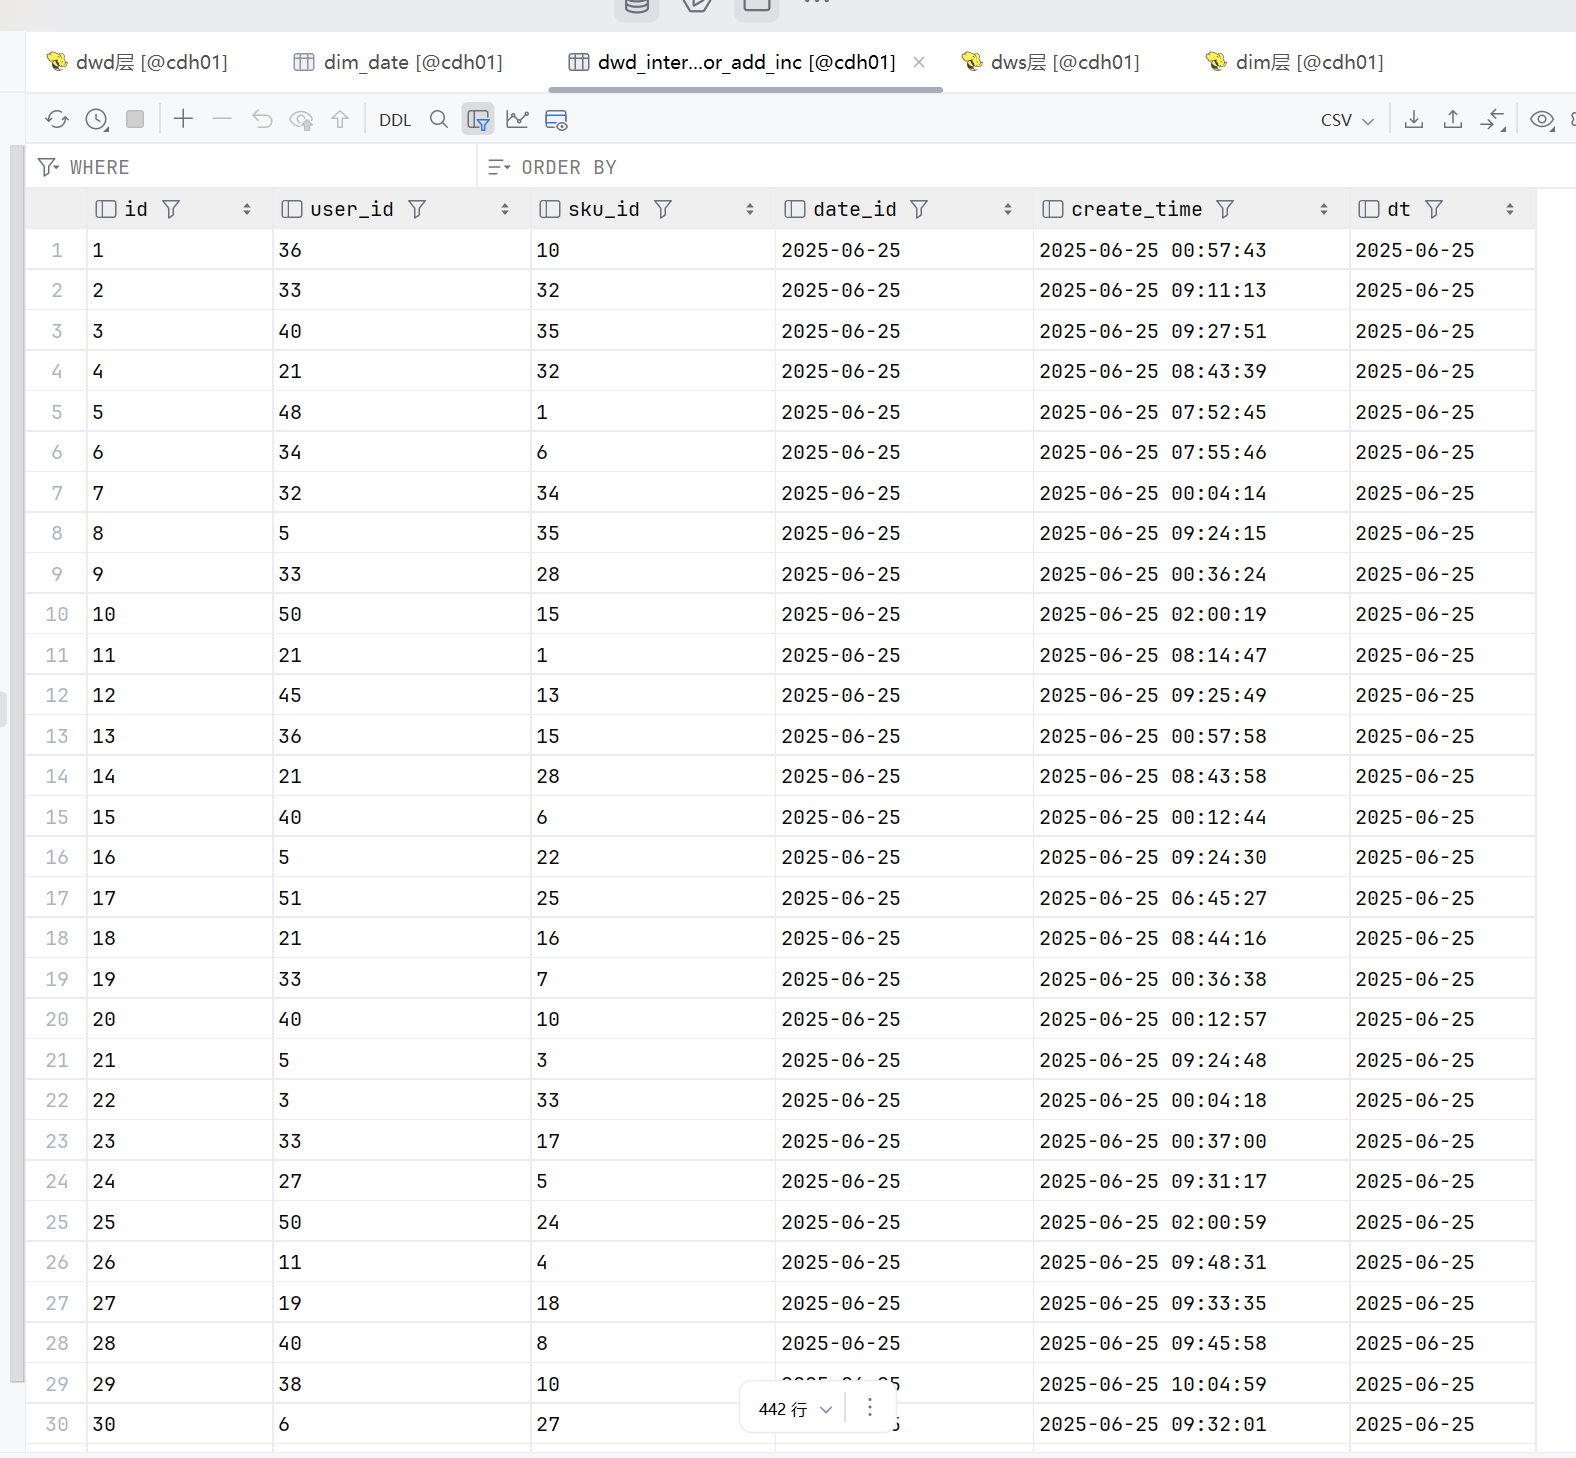 dwd层 [@cdh01] dim_date [@cdh01] dwd_inter...or_add_inc [@cdh01] dws层 [@cdh01] dim层 [@cdh01]
DDL CSV
WHERE ORDER BY
id user_id sku_id date_id create_time dt
1 1 36 10 2025-06-25 2025-06-25 00:57:43 2025-06-25
2 2 33 32 2025-06-25 2025-06-25 09:11:13 2025-06-25
3 3 40 35 2025-06-25 2025-06-25 09:27:51 2025-06-25
4 4 21 32 2025-06-25 2025-06-25 08:43:39 2025-06-25
5 5 48 1 2025-06-25 2025-06-25 07:52:45 2025-06-25
6 6 34 6 2025-06-25 2025-06-25 07:55:46 2025-06-25
7 7 32 34 2025-06-25 2025-06-25 00:04:14 2025-06-25
8 8 5 35 2025-06-25 2025-06-25 09:24:15 2025-06-25
9 9 33 28 2025-06-25 2025-06-25 00:36:24 2025-06-25
10 10 50 15 2025-06-25 2025-06-25 02:00:19 2025-06-25
11 11 21 1 2025-06-25 2025-06-25 08:14:47 2025-06-25
12 12 45 13 2025-06-25 2025-06-25 09:25:49 2025-06-25
13 13 36 15 2025-06-25 2025-06-25 00:57:58 2025-06-25
14 14 21 28 2025-06-25 2025-06-25 08:43:58 2025-06-25
15 15 40 6 2025-06-25 2025-06-25 00:12:44 2025-06-25
16 16 5 22 2025-06-25 2025-06-25 09:24:30 2025-06-25
17 17 51 25 2025-06-25 2025-06-25 06:45:27 2025-06-25
18 18 21 16 2025-06-25 2025-06-25 08:44:16 2025-06-25
19 19 33 7 2025-06-25 2025-06-25 00:36:38 2025-06-25
20 20 40 10 2025-06-25 2025-06-25 00:12:57 2025-06-25
21 21 5 3 2025-06-25 2025-06-25 09:24:48 2025-06-25
22 22 3 33 2025-06-25 2025-06-25 00:04:18 2025-06-25
23 23 33 17 2025-06-25 2025-06-25 00:37:00 2025-06-25
24 24 27 5 2025-06-25 2025-06-25 09:31:17 2025-06-25
25 25 50 24 2025-06-25 2025-06-25 02:00:59 2025-06-25
26 26 11 4 2025-06-25 2025-06-25 09:48:31 2025-06-25
27 27 19 18 2025-06-25 2025-06-25 09:33:35 2025-06-25
28 28 40 8 2025-06-25 2025-06-25 09:45:58 2025-06-25
29 29 38 10 2025-06-25 10:04:59 2025-06-25
442 行
30 30 6 27 2025-06-25 09:32:01 2025-06-25